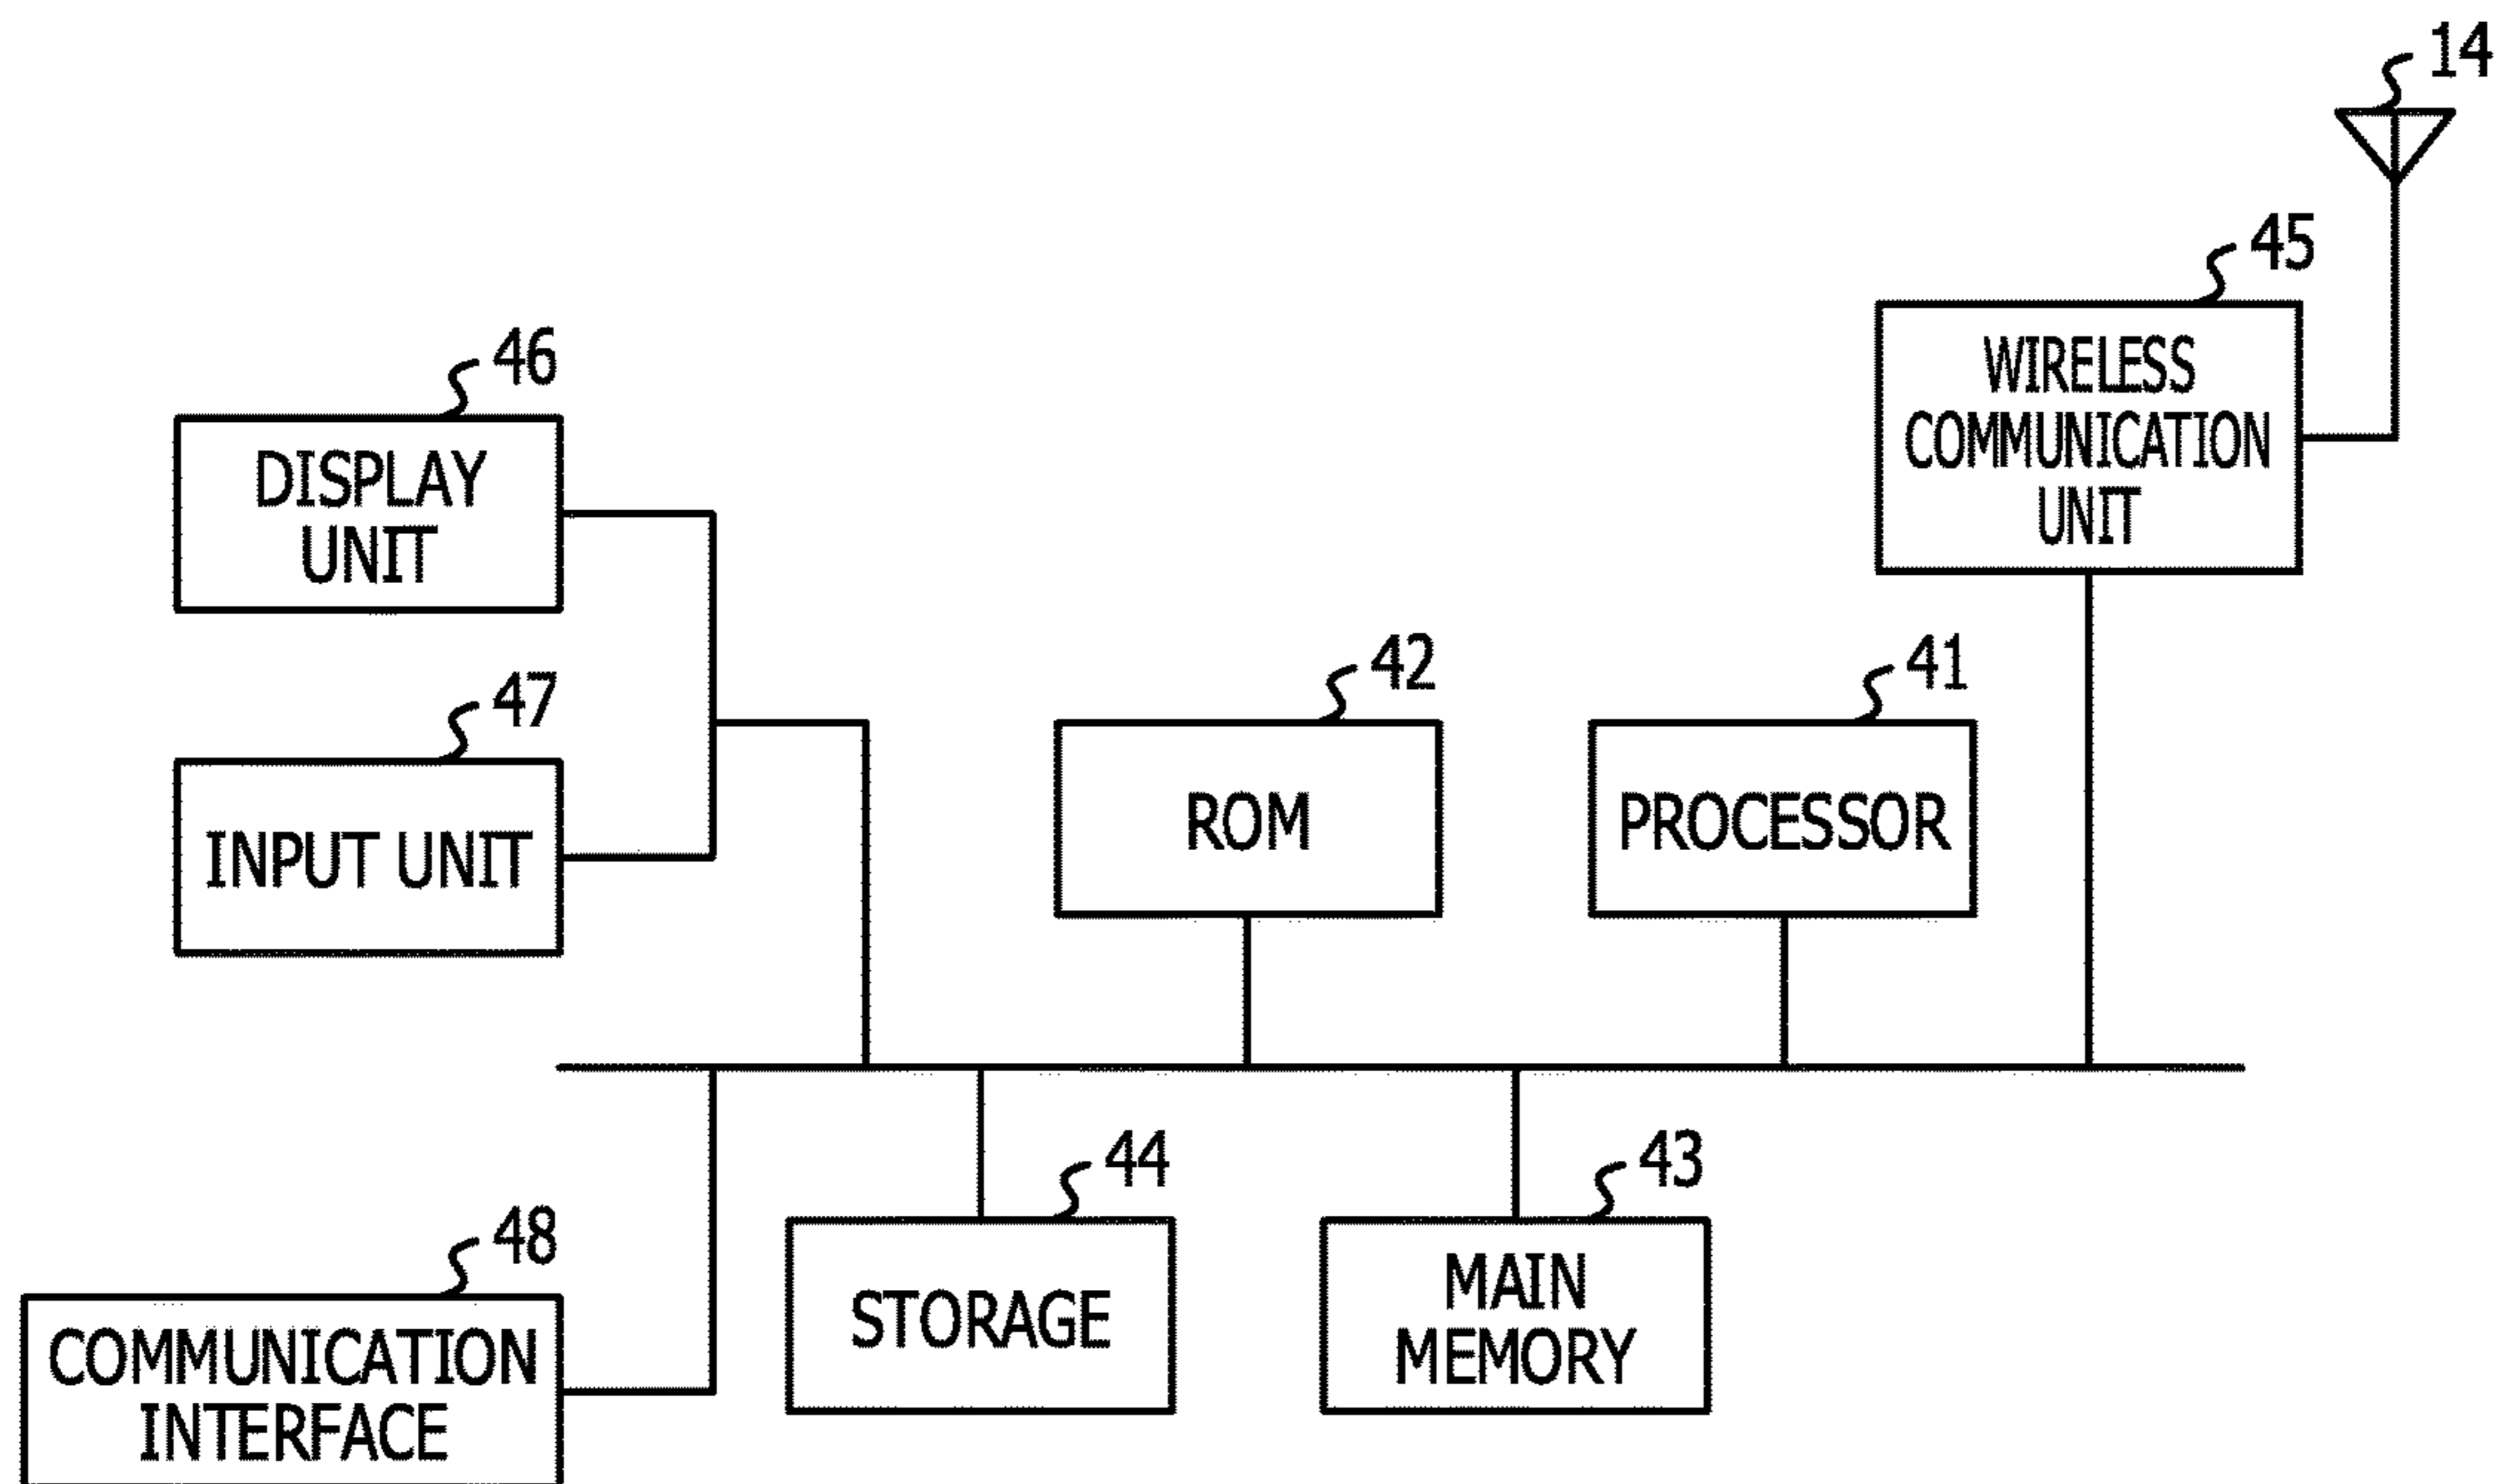 14
45
WIRELESS
COMMUNICATION
UNIT
46
DISPLAY
UNIT
47
INPUT UNIT
42
ROM
41
PROCESSOR
44
STORAGE
43
MAIN
MEMORY
48
COMMUNICATION
INTERFACE